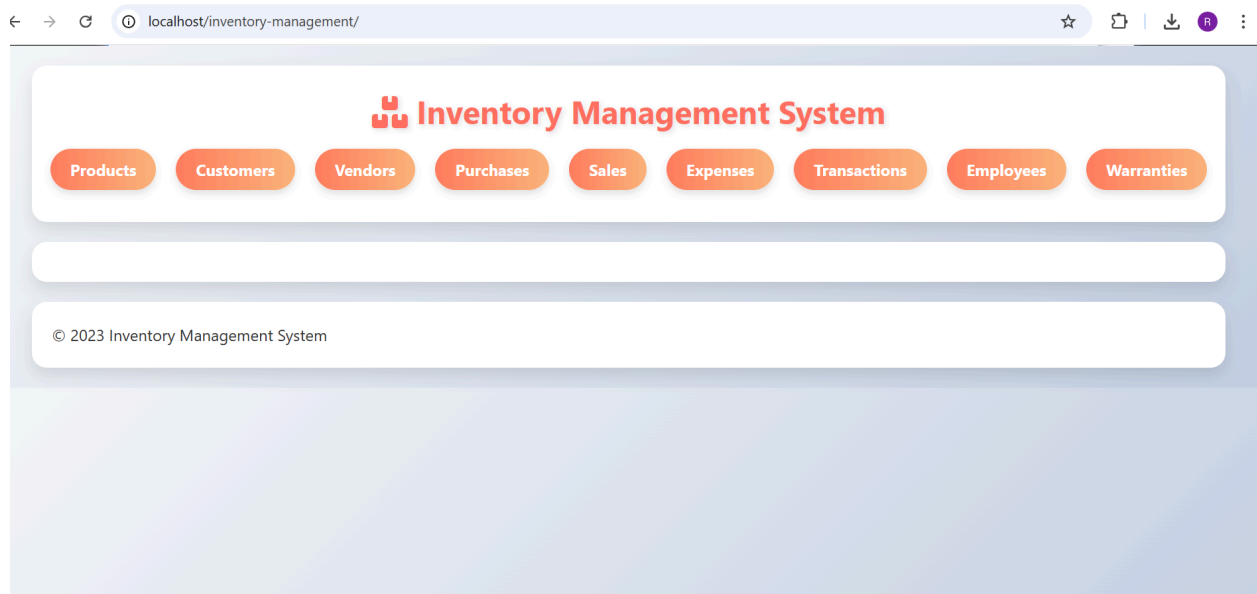 localhost/inventory-management/
R
Inventory Management System
Products Customers Vendors Purchases Sales Expenses Transactions Employees Warranties
© 2023 Inventory Management System